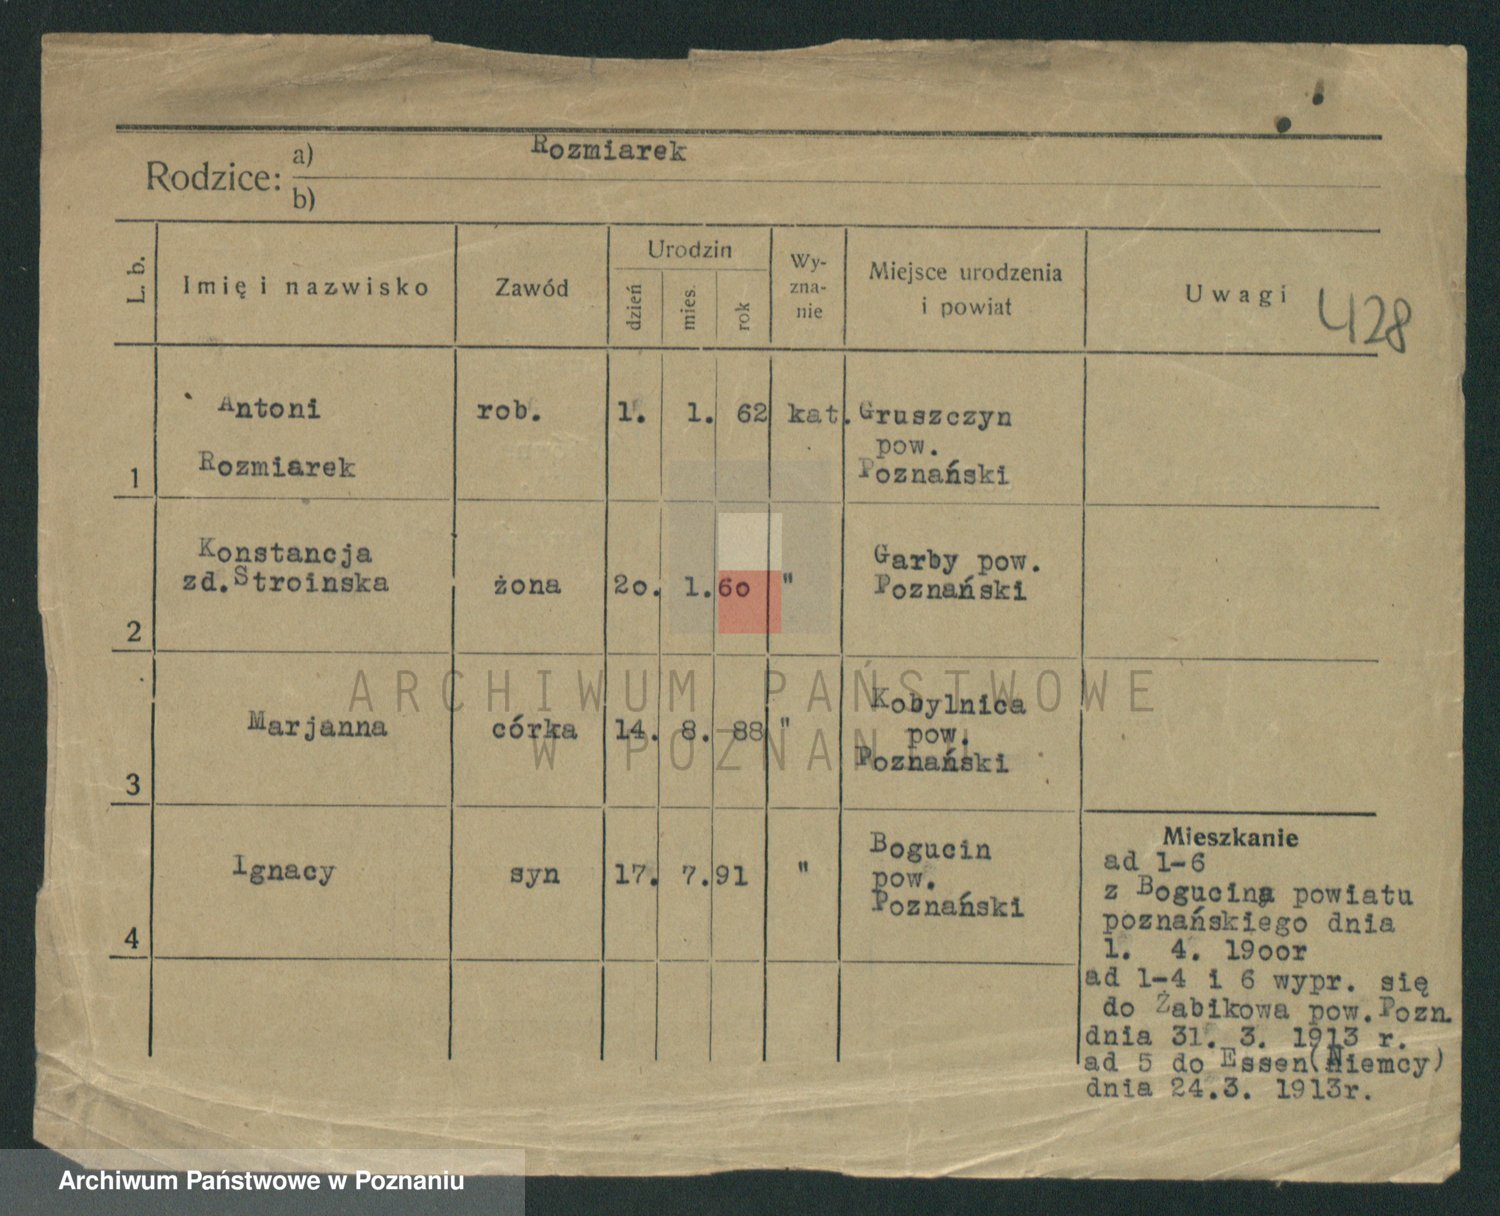 Rozmiarek
Rodzice:
a)
b)
L. b.
Imię i nazwisko
Zawód
Urodzin
dzień
mies.
rok
Wy-
zna-
nie
Miejsce urodzenia
i powiat
Uwagi
428
1
Antoni
Rozmiarek
rob.
1. 1. 62
kat.
Gruszczyn
pow.
Poznański
2
Konstancja
zd. Stroinska
żona
2o. 1. 6o
"
Garby pow.
Poznański
3
Marjanna
córka
14. 8. 88
"
Kobylnica
pow.
Poznański
4
Ignacy
syn
17. 7. 91
"
Bogucin
pow.
Poznański
Mieszkanie
ad 1-6
z Bogucina powiatu
poznańskiego dnia
1. 4. 19oor
ad 1-4 i 6 wypr. się
do Żabikowa pow. Pozn.
dnia 31. 3. 1913 r.
ad 5 do Essen (Niemcy)
dnia 24.3. 1913r.
ARCHIWUM PAŃSTWOWE
W POZNANIU
Archiwum Państwowe w Poznaniu